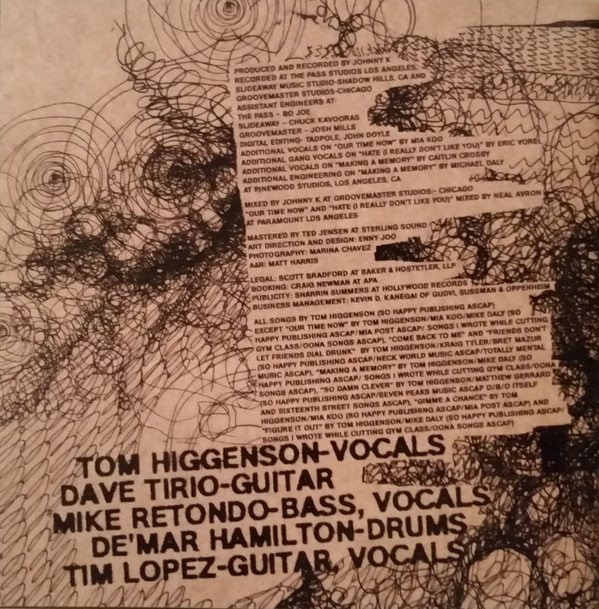 PRODUCED AND RECORDED BY JOHNNY K
RECORDED AT THE PASS STUDIOS LOS ANGELES,
SLIDEAWAY MUSIC STUDIO-SHADOW HILLS, CA AND
GROOVEMASTER STUDIOS-CHICAGO
ASSISTANT ENGINEERS AT-
THE PASS - BO JOE
SLIDEAWAY - CHUCK KAVOORAS
GROOVEMASTER - JOSH MILLS
DIGITAL EDITING- TADPOLE, JOHN DOYLE
ADDITIONAL VOCALS ON "OUR TIME NOW" BY MIA KOO
ADDITIONAL GANG VOCALS ON "HATE (I REALLY DON'T LIKE YOU)" BY ERIC VOREL
ADDITIONAL VOCALS ON "MAKING A MEMORY" BY CAITLIN CROSBY
ADDITIONAL ENGINEERING ON "MAKING A MEMORY" BY MICHAEL DALY
AT PINEWOOD STUDIOS, LOS ANGELES, CA
MIXED BY JOHNNY K AT GROOVEMASTER STUDIOS - CHICAGO
"OUR TIME NOW" AND "HATE (I REALLY DON'T LIKE YOU)" MIXED BY NEAL AVRON
AT PARAMOUNT LOS ANGELES
MASTERED BY TED JENSEN AT STERLING SOUND
ART DIRECTION AND DESIGN: ENNY JOO
PHOTOGRAPHY: MARINA CHAVEZ
A&R: MATT HARRIS
LEGAL: SCOTT BRADFORD AT BAKER & HOSTETLER, LLP
BOOKING: CRAIG NEWMAN AT APA
PUBLICITY: SHARRIN SUMMERS AT HOLLYWOOD RECORDS
BUSINESS MANAGEMENT: KEVIN D. KANEGAI OF GUDVI, SUSSMAN & OPPENHEIM
ALL SONGS BY TOM HIGGENSON (SO HAPPY PUBLISHING ASCAP)
EXCEPT "OUR TIME NOW" BY TOM HIGGENSON/MIA KOO/MIKE DALY (SO
HAPPY PUBLISHING ASCAP/MIA POST ASCAP/ SONGS I WROTE WHILE CUTTING
GYM CLASS/OONA SONGS ASCAP), "COME BACK TO ME" AND "FRIENDS DON'T
LET FRIENDS DIAL DRUNK" BY TOM HIGGENSON/KRAIG TYLER/BRET MAZUR
(SO HAPPY PUBLISHING ASCAP/NECK WORLD MUSIC ASCAP/TOTALLY MENTAL
MUSIC ASCAP), "MAKING A MEMORY" BY TOM HIGGENSON/MIKE DALY (SO
HAPPY PUBLISHING ASCAP/ SONGS I WROTE WHILE CUTTING GYM CLASS/OONA
SONGS ASCAP), "SO DAMN CLEVER" BY TOM HIGGENSON/MATTHEW GERRARD
(SO HAPPY PUBLISHING ASCAP/SEVEN PEAKS MUSIC ASCAP O/B/O ITSELF
AND SIXTEENTH STREET SONGS ASCAP), "GIMME A CHANCE" BY TOM
HIGGENSON/MIA KOO (SO HAPPY PUBLISHING ASCAP/MIA POST ASCAP) AND
"FIGURE IT OUT" BY TOM HIGGENSON/MIKE DALY (SO HAPPY PUBLISHING ASCAP/
SONGS I WROTE WHILE CUTTING GYM CLASS/OONA SONGS ASCAP)
TOM HIGGENSON-VOCALS
DAVE TIRIO-GUITAR
MIKE RETONDO-BASS, VOCALS
DE'MAR HAMILTON-DRUMS
TIM LOPEZ-GUITAR, VOCALS